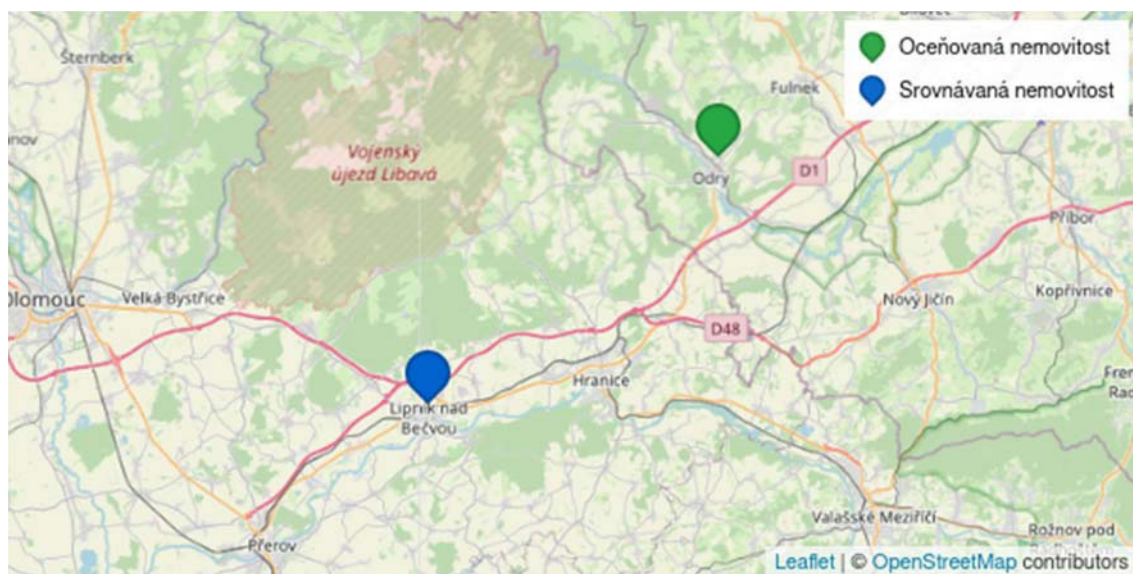 Šternberk
Fulnek
Oceňovaná nemovitost
Srovnávaná nemovitost
Vojenský
újezd Libavá
Odry
D1
Příbor
Olomouc
Velká Bystřice
Nový Jičín
Kopřivnice
D48
Hranice
Lipník nad
Bečvou
Valašské Meziříčí
Přerov
Rožnov pod
Leaflet | © OpenStreetMap contributors